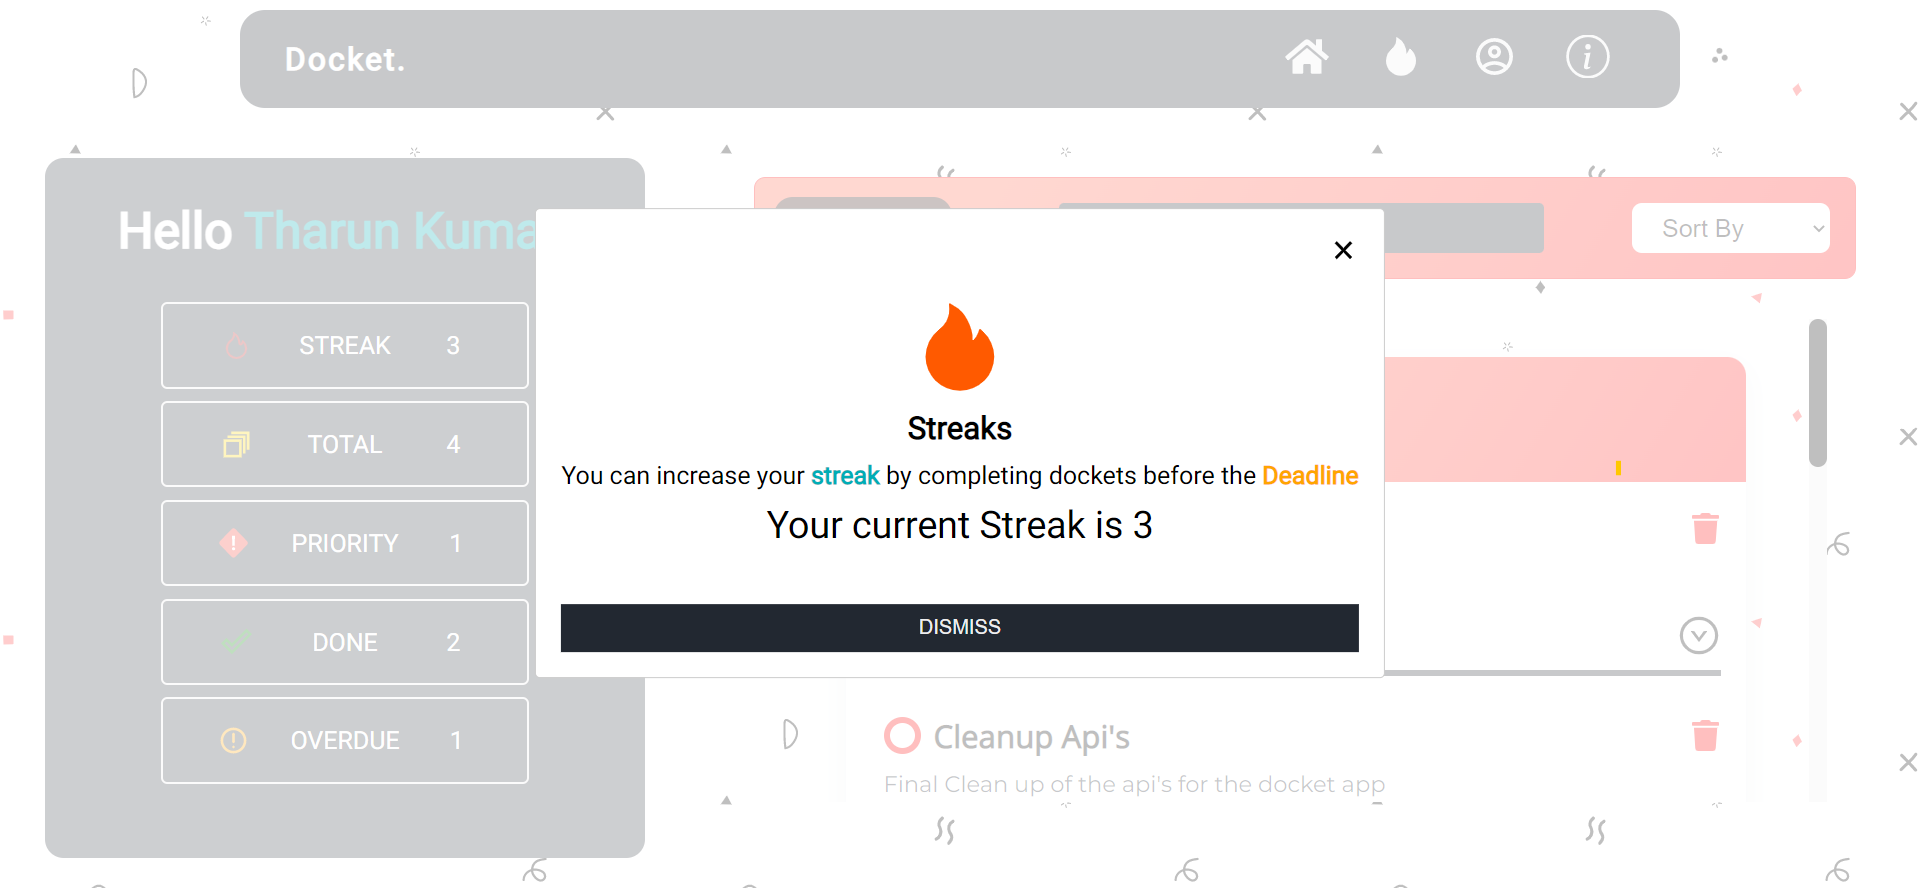 Docket.
Hello Tharun Kuma
STREAK 3
TOTAL 4
PRIORITY 1
DONE 2
OVERDUE 1
Sort By
Streaks
You can increase your streak by completing dockets before the Deadline
Your current Streak is 3
DISMISS
Cleanup Api's
Final Clean up of the api's for the docket app